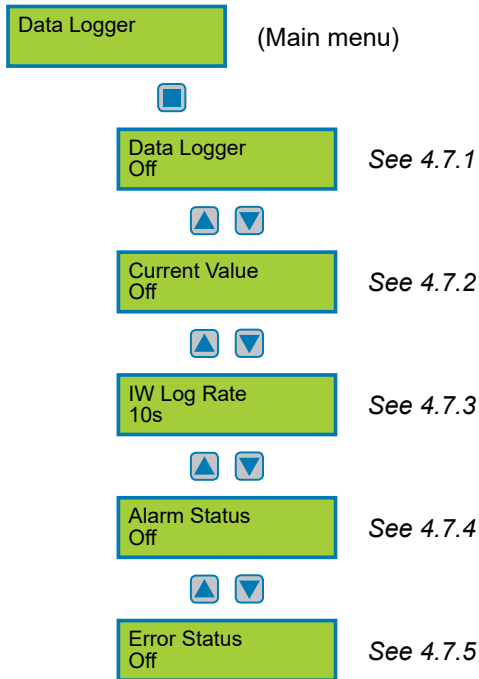 Data Logger
(Main menu)
Data Logger
Off
See 4.7.1
Current Value
Off
See 4.7.2
IW Log Rate
10s
See 4.7.3
Alarm Status
Off
See 4.7.4
Error Status
Off
See 4.7.5